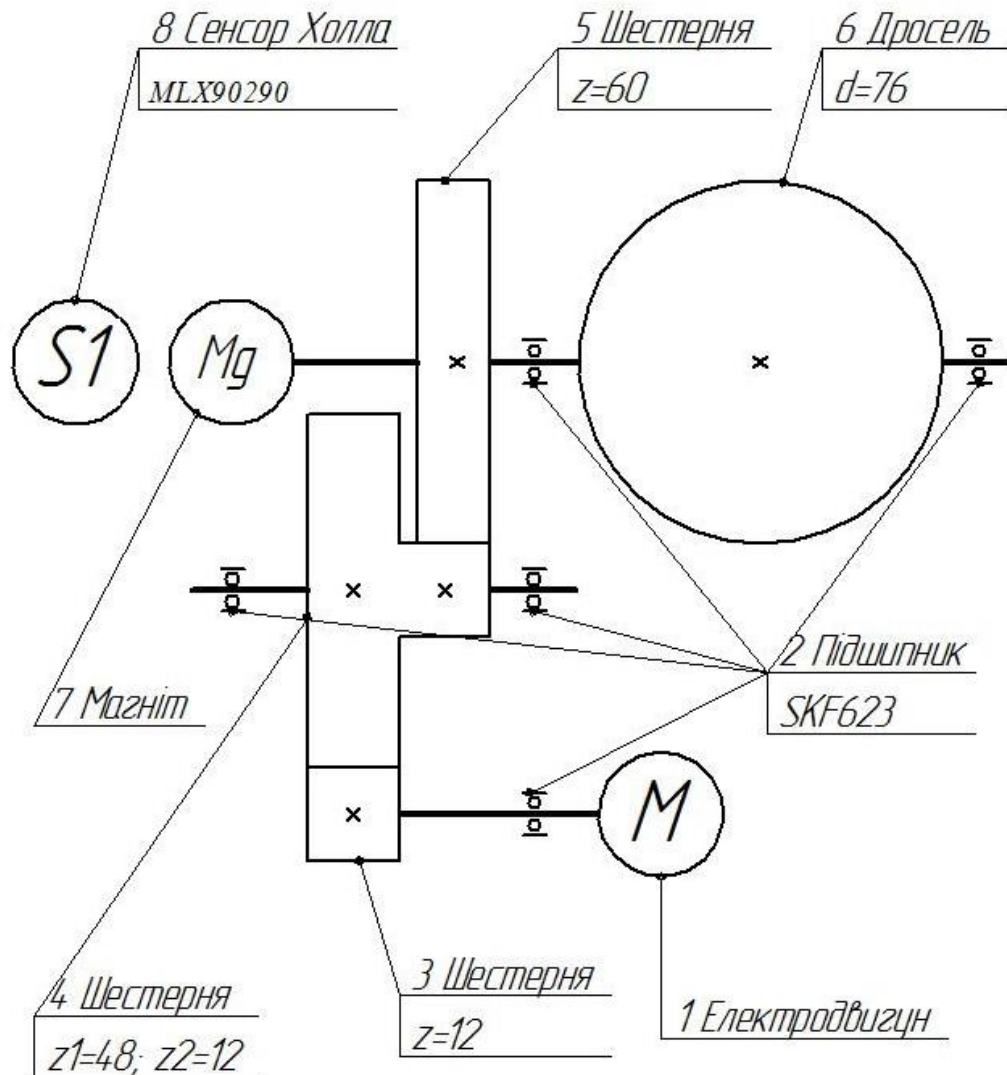 8 Сенсор Холла
MLX90290
5 Шестерня
z=60
6 Дросель
d=76
S1
Mg
2 Підшипник
SKF623
7 Магніт
M
4 Шестерня
z1=48; z2=12
3 Шестерня
z=12
1 Електродвигун